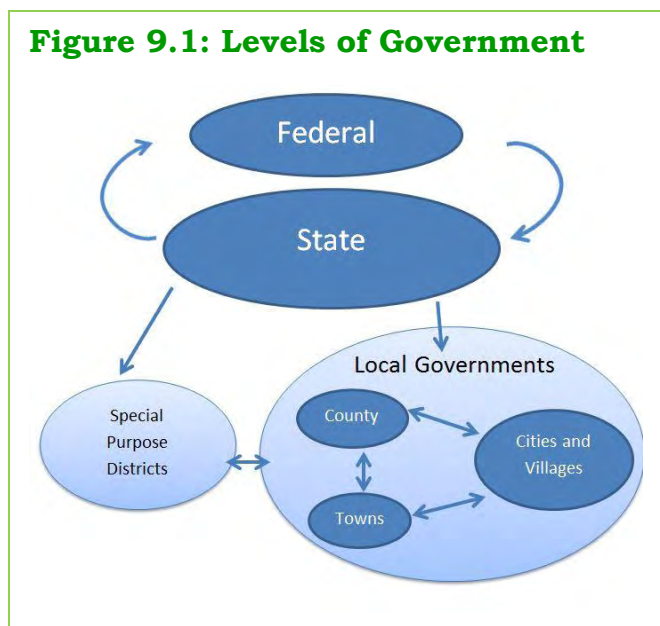 Figure 9.1: Levels of Government
Federal
State
Local Governments
Special
Purpose
Districts
County
Cities and
Villages
Towns